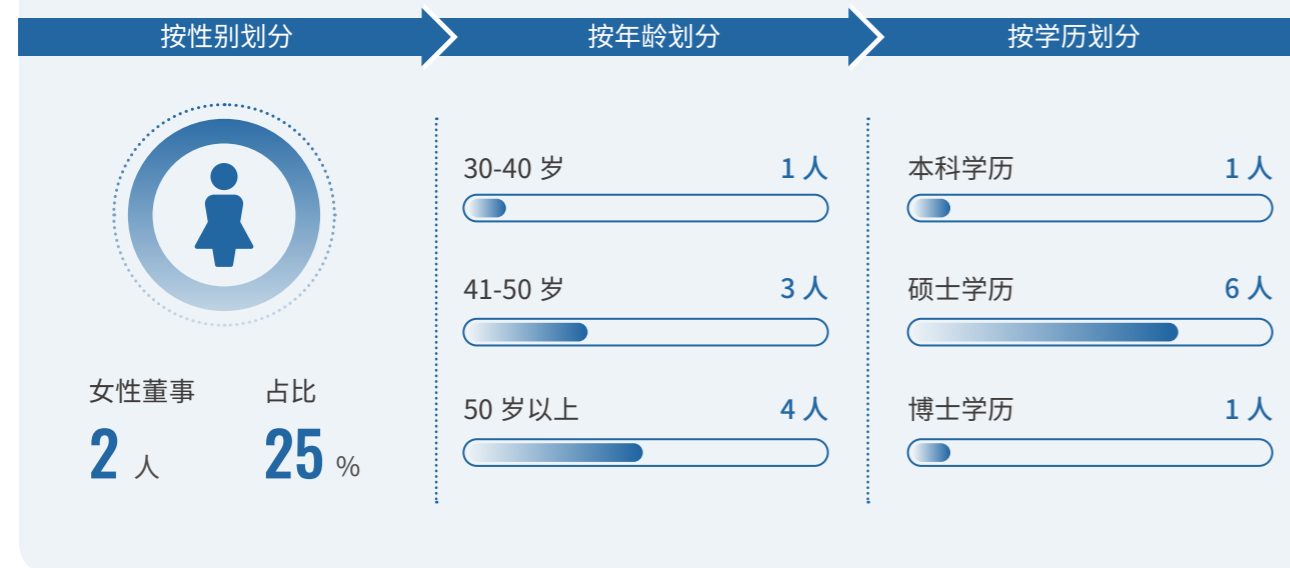 按性别划分
按年龄划分
按学历划分
女性董事
占比
2 人
25 %
30-40 岁
1 人
41-50 岁
3 人
50 岁以上
4 人
本科学历
1 人
硕士学历
6 人
博士学历
1 人